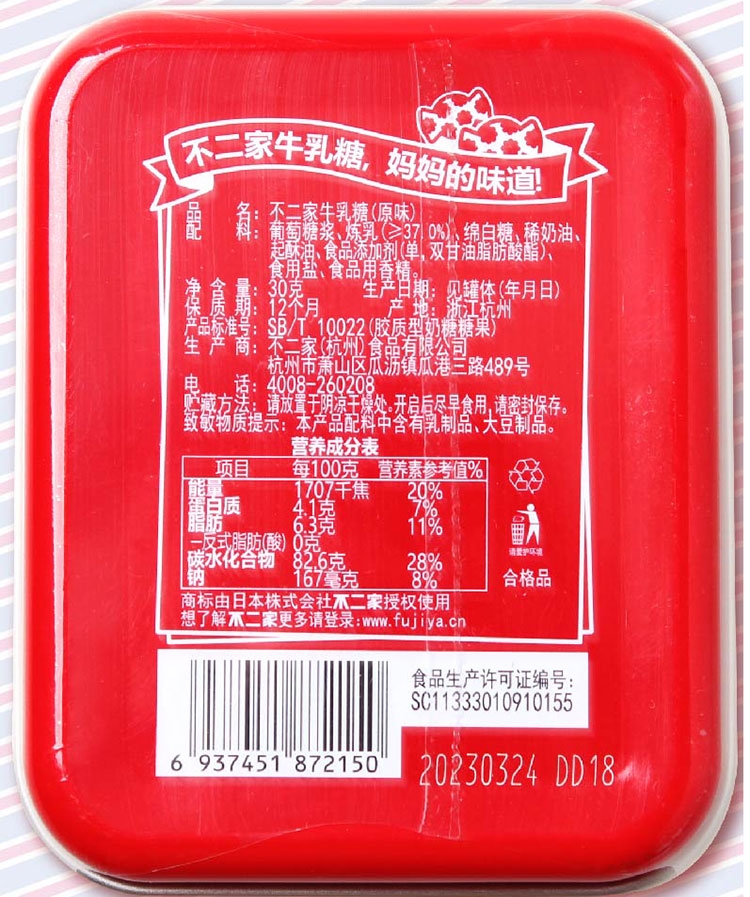 不二家牛乳糖，妈妈的味道!
品 名：不二家牛乳糖(原味)
配 料：葡萄糖浆、炼乳(≥37.0%)、绵白糖、稀奶油、
起酥油、食品添加剂(单，双甘油脂肪酸酯)、
食用盐、食品用香精。
净 含 量：30克 生产日期：见罐体(年月日)
保 质 期：12个月 产 地：浙江杭州
产品标准号：SB/T 10022(胶质型奶糖糖果)
生 产 商：不二家(杭州)食品有限公司
杭州市萧山区瓜沥镇瓜港三路489号
电 话：4008-260208
贮藏方法：请放置于阴凉干燥处。开启后尽早食用，请密封保存。
致敏物质提示：本产品配料中含有乳制品、大豆制品。
营养成分表
项目 每100克 营养素参考值%
能量 1707千焦 20%
蛋白质 4.1克 7%
脂肪 6.3克 11%
—反式脂肪(酸) 0克
碳水化合物 82.6克 28%
钠 167毫克 8%
请爱护环境
合格品
商标由日本株式会社不二家授权使用
想了解不二家更多请登录:www.fujiya.cn
食品生产许可证编号:
SC11333010910155
6 937451 872150
20230324 DD18